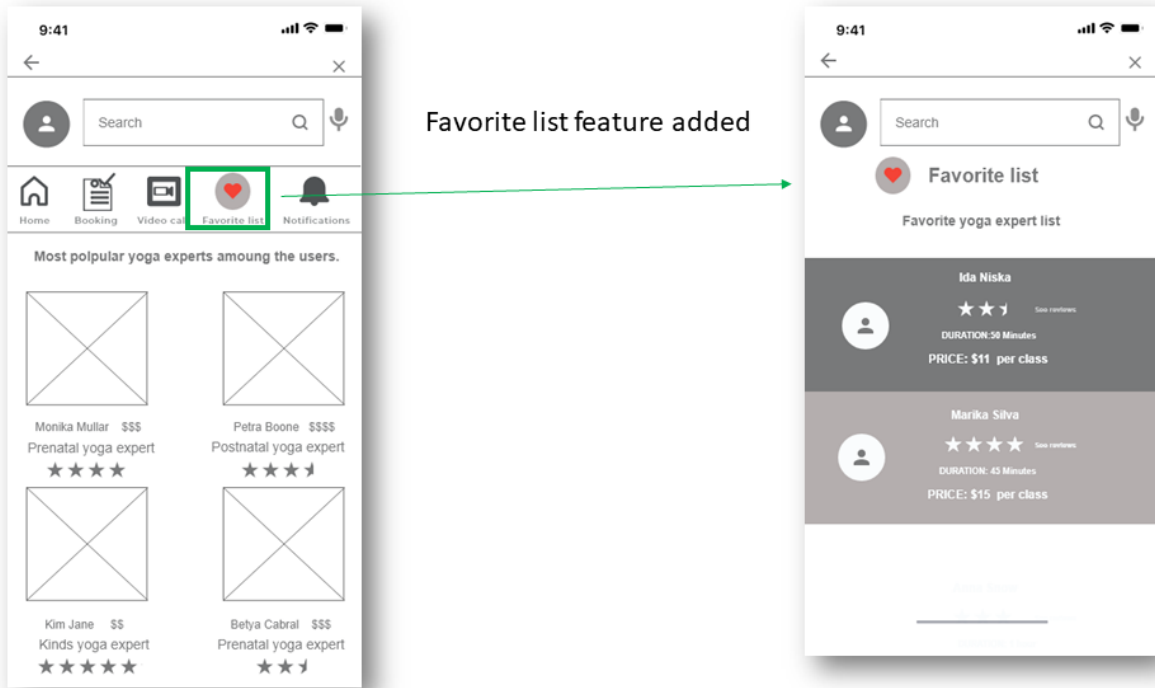 9:41
Search
Home Booking Video cal Favorite list Notifications
Most polpular yoga experts amoung the users.
Monika Mullar $$$
Prenatal yoga expert
Petra Boone $$$$
Postnatal yoga expert
Kim Jane $$
Kinds yoga expert
Betya Cabral $$$
Prenatal yoga expert
Favorite list feature added
9:41
Search
Favorite list
Favorite yoga expert list
Ida Niska
See reviews
DURATION:50 Minutes
PRICE: $11 per class
Marika Silva
See reviews
DURATION: 45 Minutes
PRICE: $15 per class